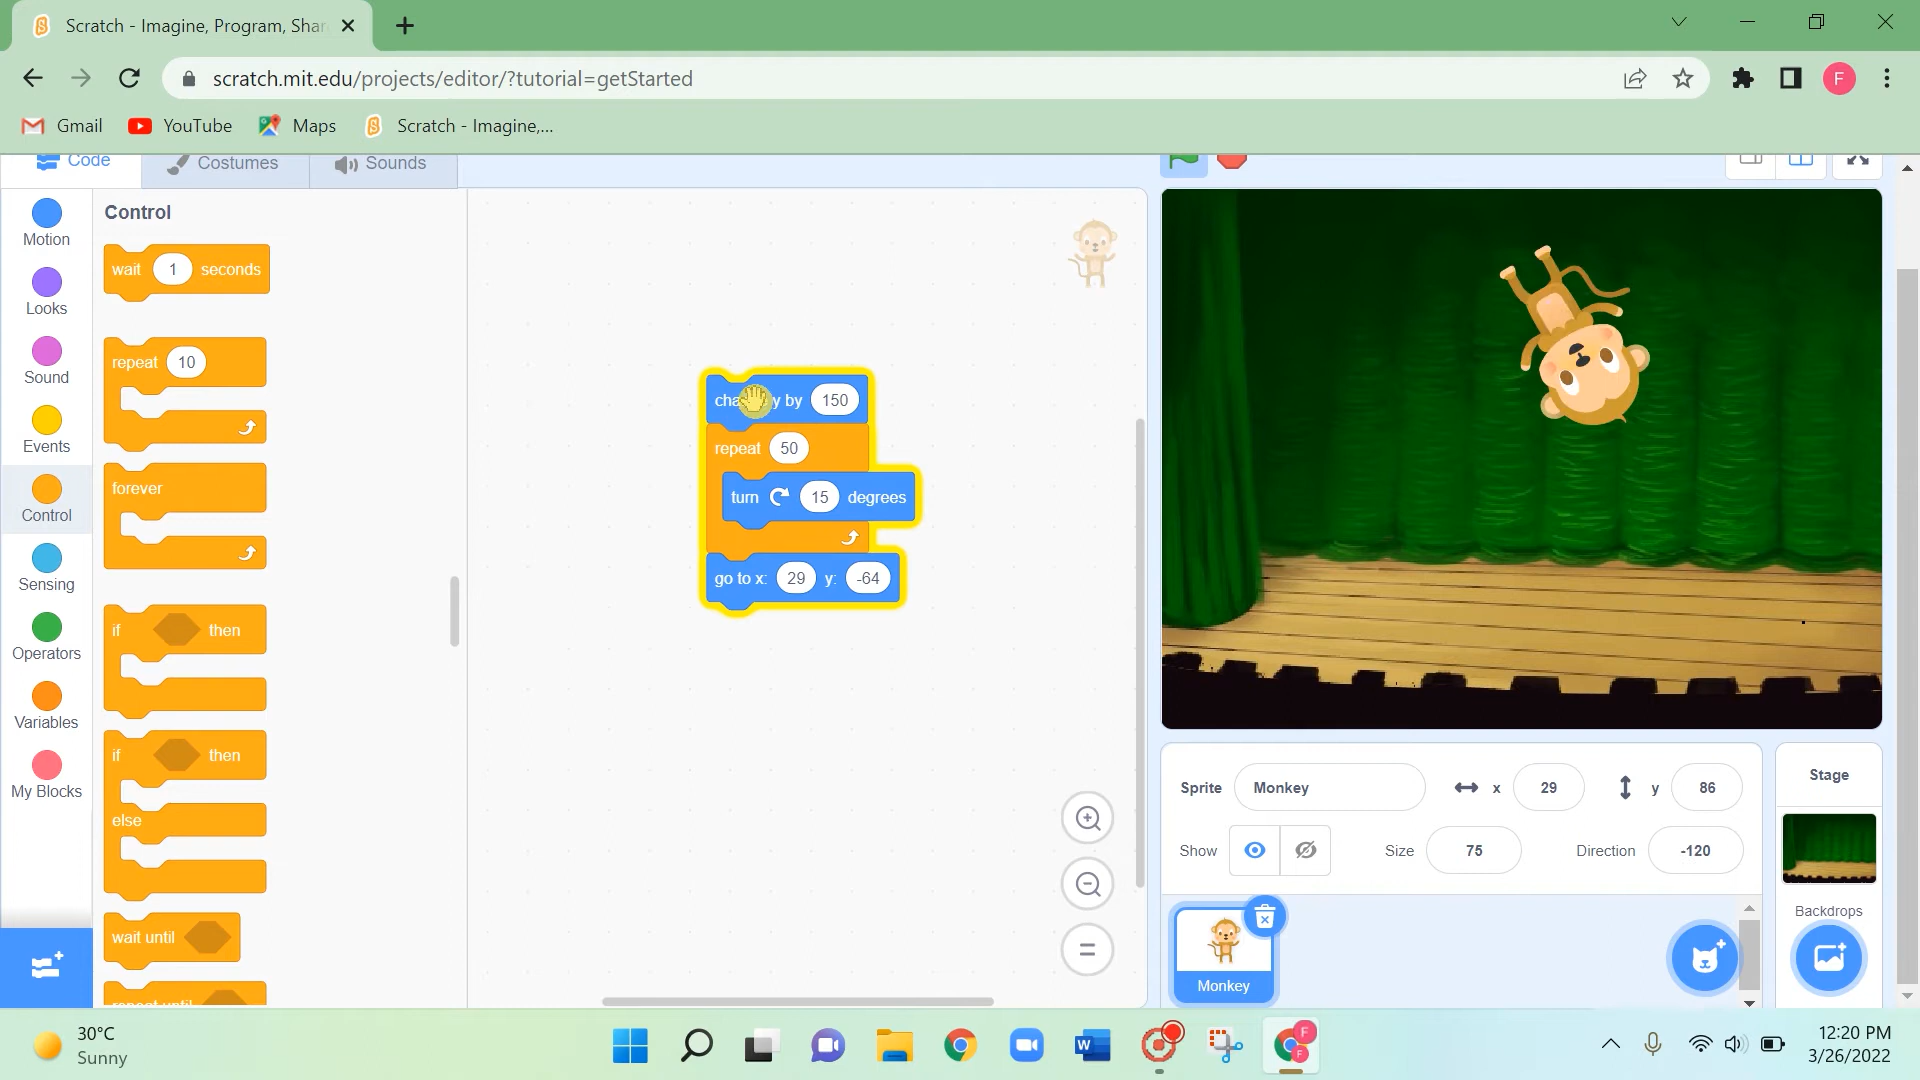 Scratch - Imagine, Program, Shar
scratch.mit.edu/projects/editor/?tutorial=getStarted
F
Gmail
YouTube
Maps
Scratch - Imagine,...
Code
Costumes
Sounds
Motion
Looks
Sound
Events
Control
Sensing
Operators
Variables
My Blocks
Control
wait 1 seconds
repeat 10
forever
if then
if then
else
wait until
repeat until
y by 150
repeat 50
turn 15 degrees
go to x: 29 y: -64
Sprite Monkey x 29 y 86
Show Size 75 Direction -120
Monkey
Stage
Backdrops
30°C
Sunny
W
F
F
12:20 PM
3/26/2022